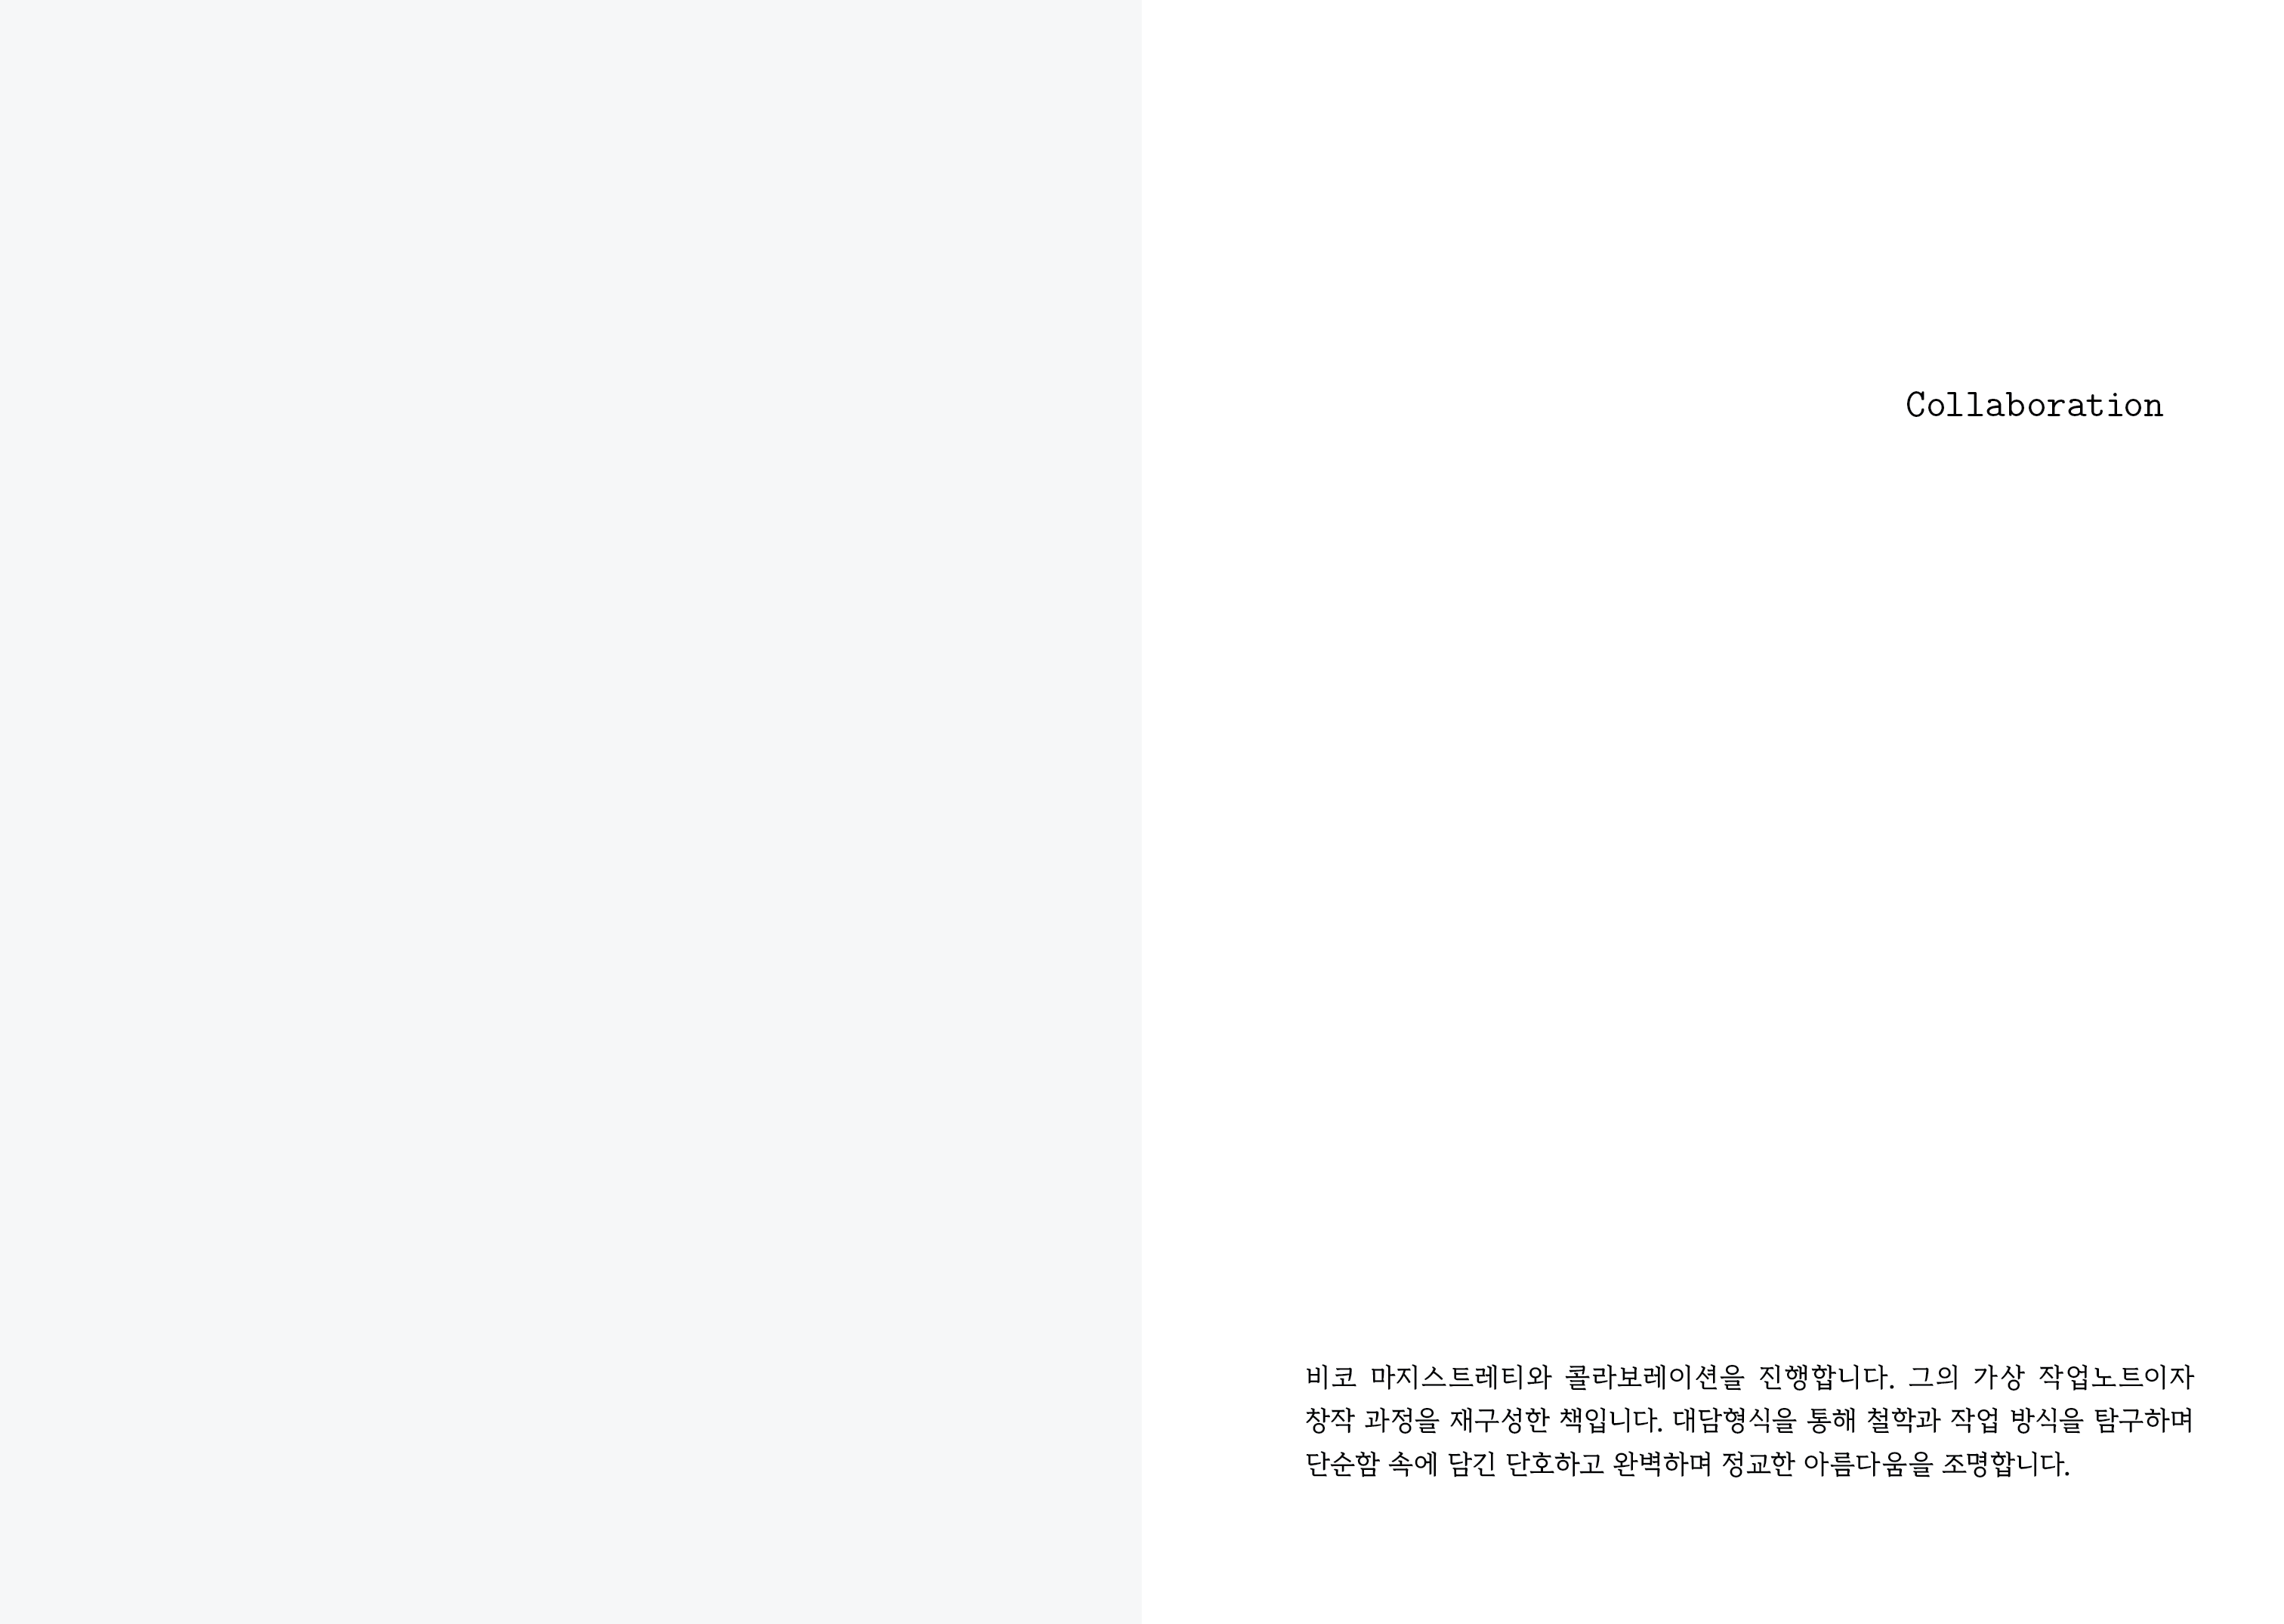 Collaboration
비코 마지스트레티와 콜라보레이션을 진행합니다. 그의 가상 작업노트이자
창작 과정을 재구성한 책입니다. 대담형식을 통해 철학과 작업 방식을 탐구하며
단순함 속에 담긴 단호하고 완벽하며 정교한 아름다움을 조명합니다.